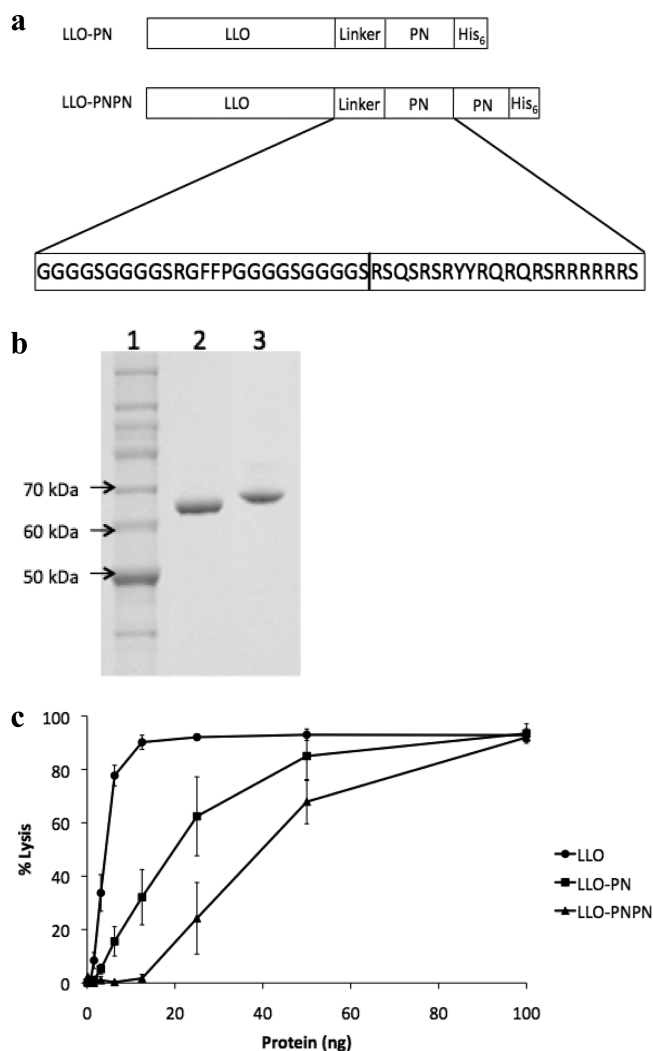 a
LLO-PN LLO Linker PN His6
LLO-PNPN LLO Linker PN PN His6
GGGGSGGGGSRGFFPGGGGSGGGGS RSQSRSRYYRQRQRSRRRRRRS
b
1 2 3
70 kDa
60 kDa
50 kDa
c
100
80
60
40
20
0
% Lysis
0 20 40 60 80 100
Protein (ng)
LLO
LLO-PN
LLO-PNPN